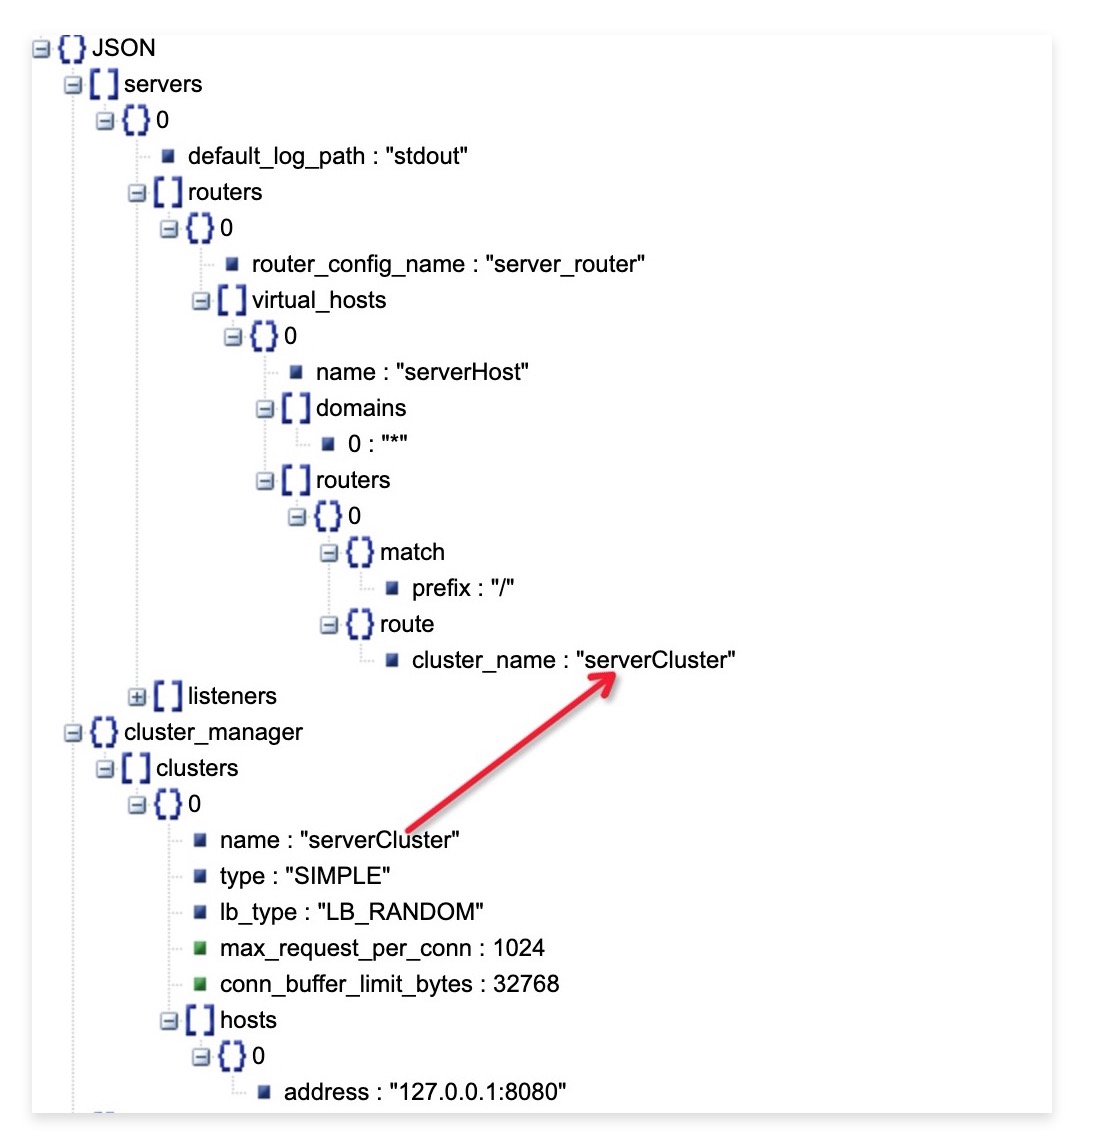 JSON
servers
0
default_log_path : "stdout"
routers
0
router_config_name : "server_router"
virtual_hosts
0
name : "serverHost"
domains
0 : "*"
routers
0
match
prefix : "/"
route
cluster_name : "serverCluster"
listeners
cluster_manager
clusters
0
name : "serverCluster"
type : "SIMPLE"
lb_type : "LB_RANDOM"
max_request_per_conn : 1024
conn_buffer_limit_bytes : 32768
hosts
0
address : "127.0.0.1:8080"